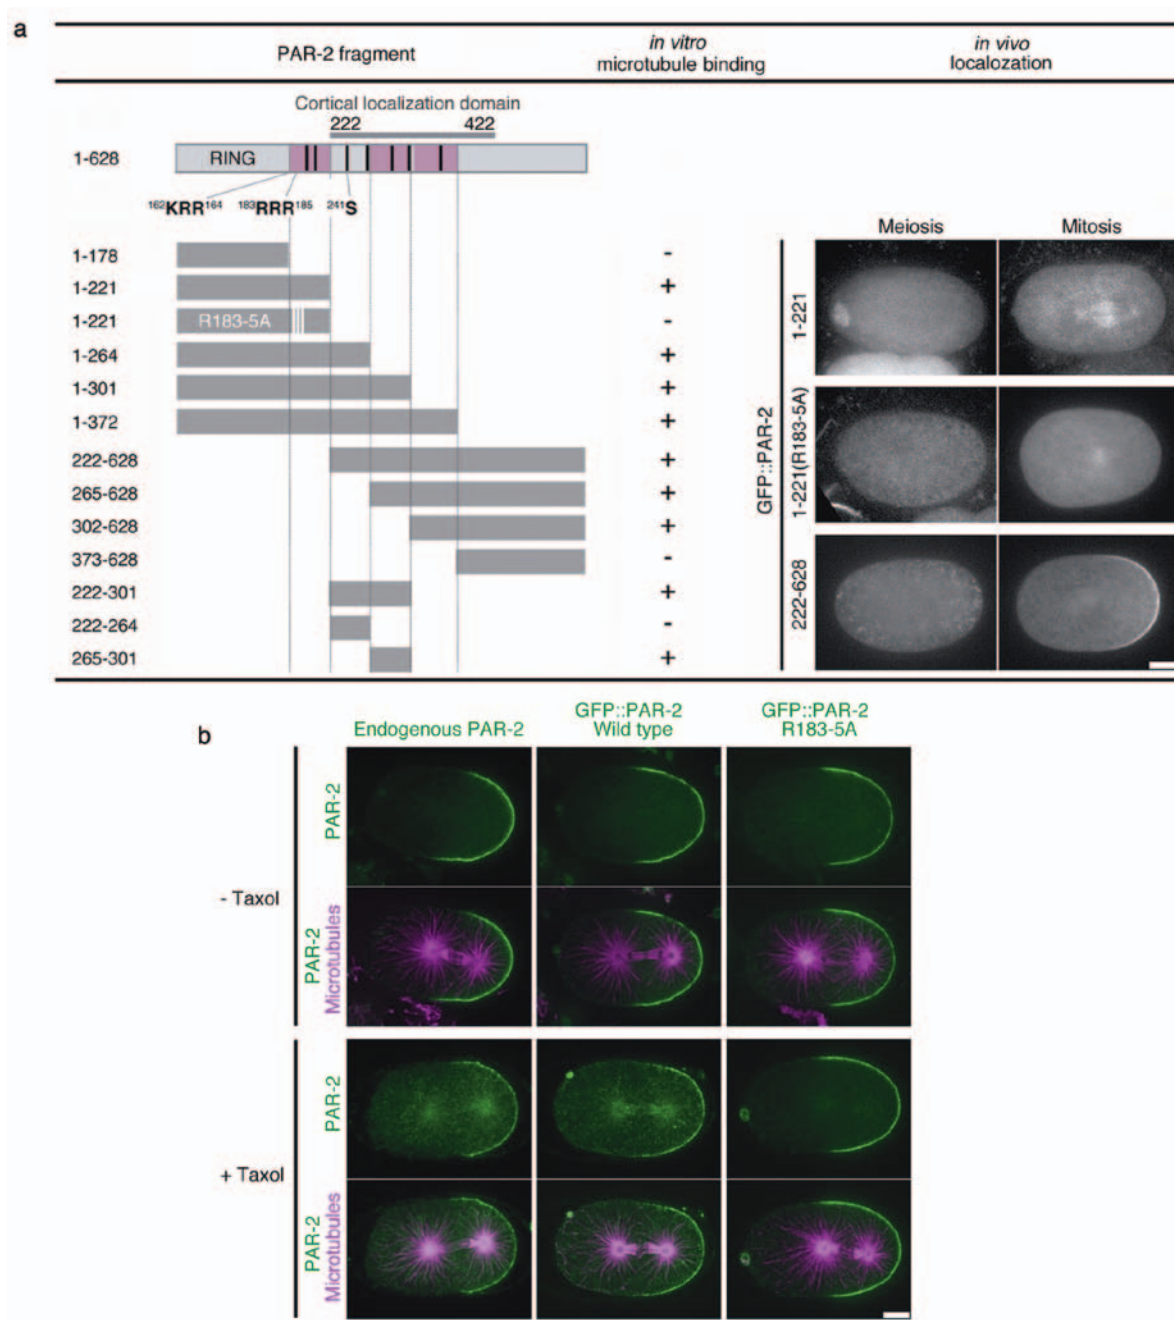 a
PAR-2 fragment
in vitro
microtubule binding
in vivo
localozation
Cortical localization domain
222 422
1-628 RING
162KRR164 183RRR185 241S
Meiosis Mitosis
1-178 -
1-221 +
1-221 R183-5A -
1-264 +
1-301 +
1-372 +
222-628 +
265-628 +
302-628 +
373-628 -
222-301 +
222-264 -
265-301 +
GFP::PAR-2
1-221
1-221(R183-5A)
222-628
b
Endogenous PAR-2
GFP::PAR-2
Wild type
GFP::PAR-2
R183-5A
- Taxol
PAR-2
PAR-2
Microtubules
+ Taxol
PAR-2
PAR-2
Microtubules